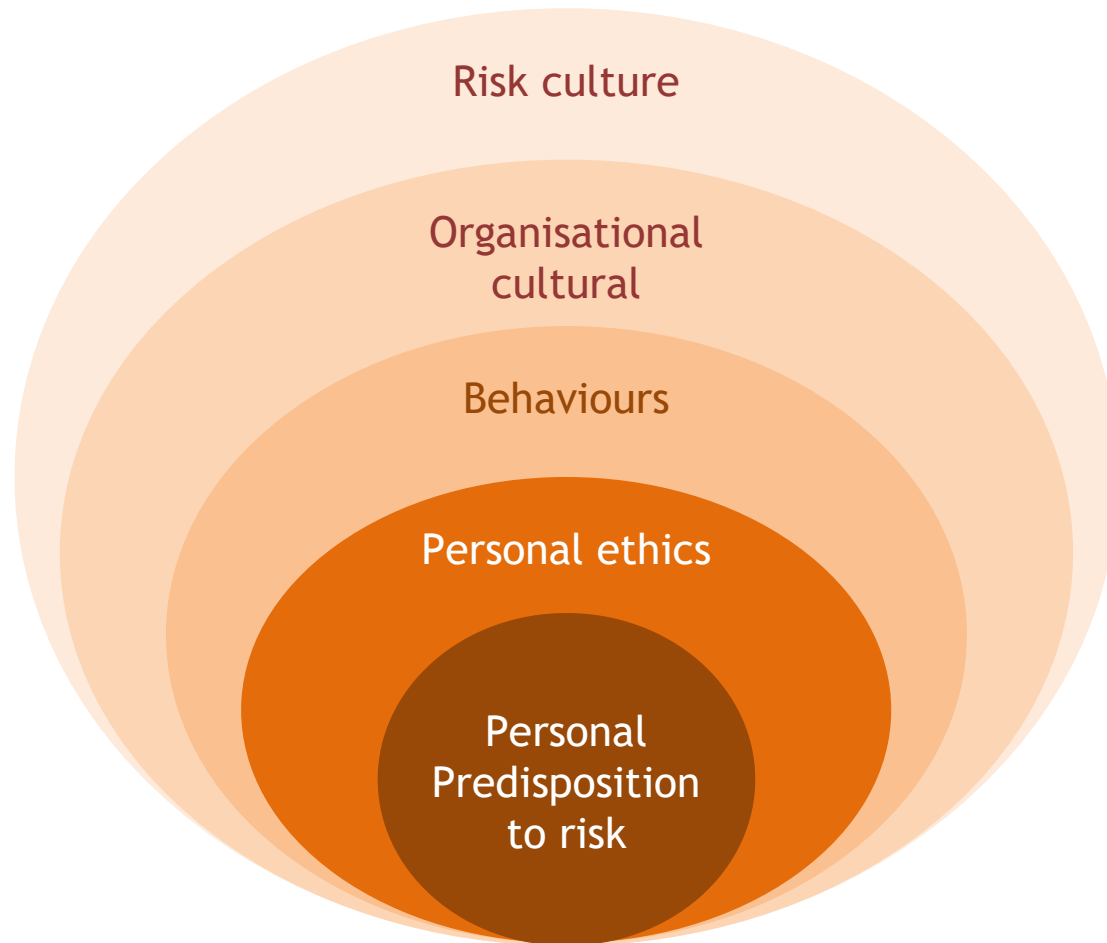 Risk culture
Organisational
cultural
Behaviours
Personal ethics
Personal
Predisposition
to risk